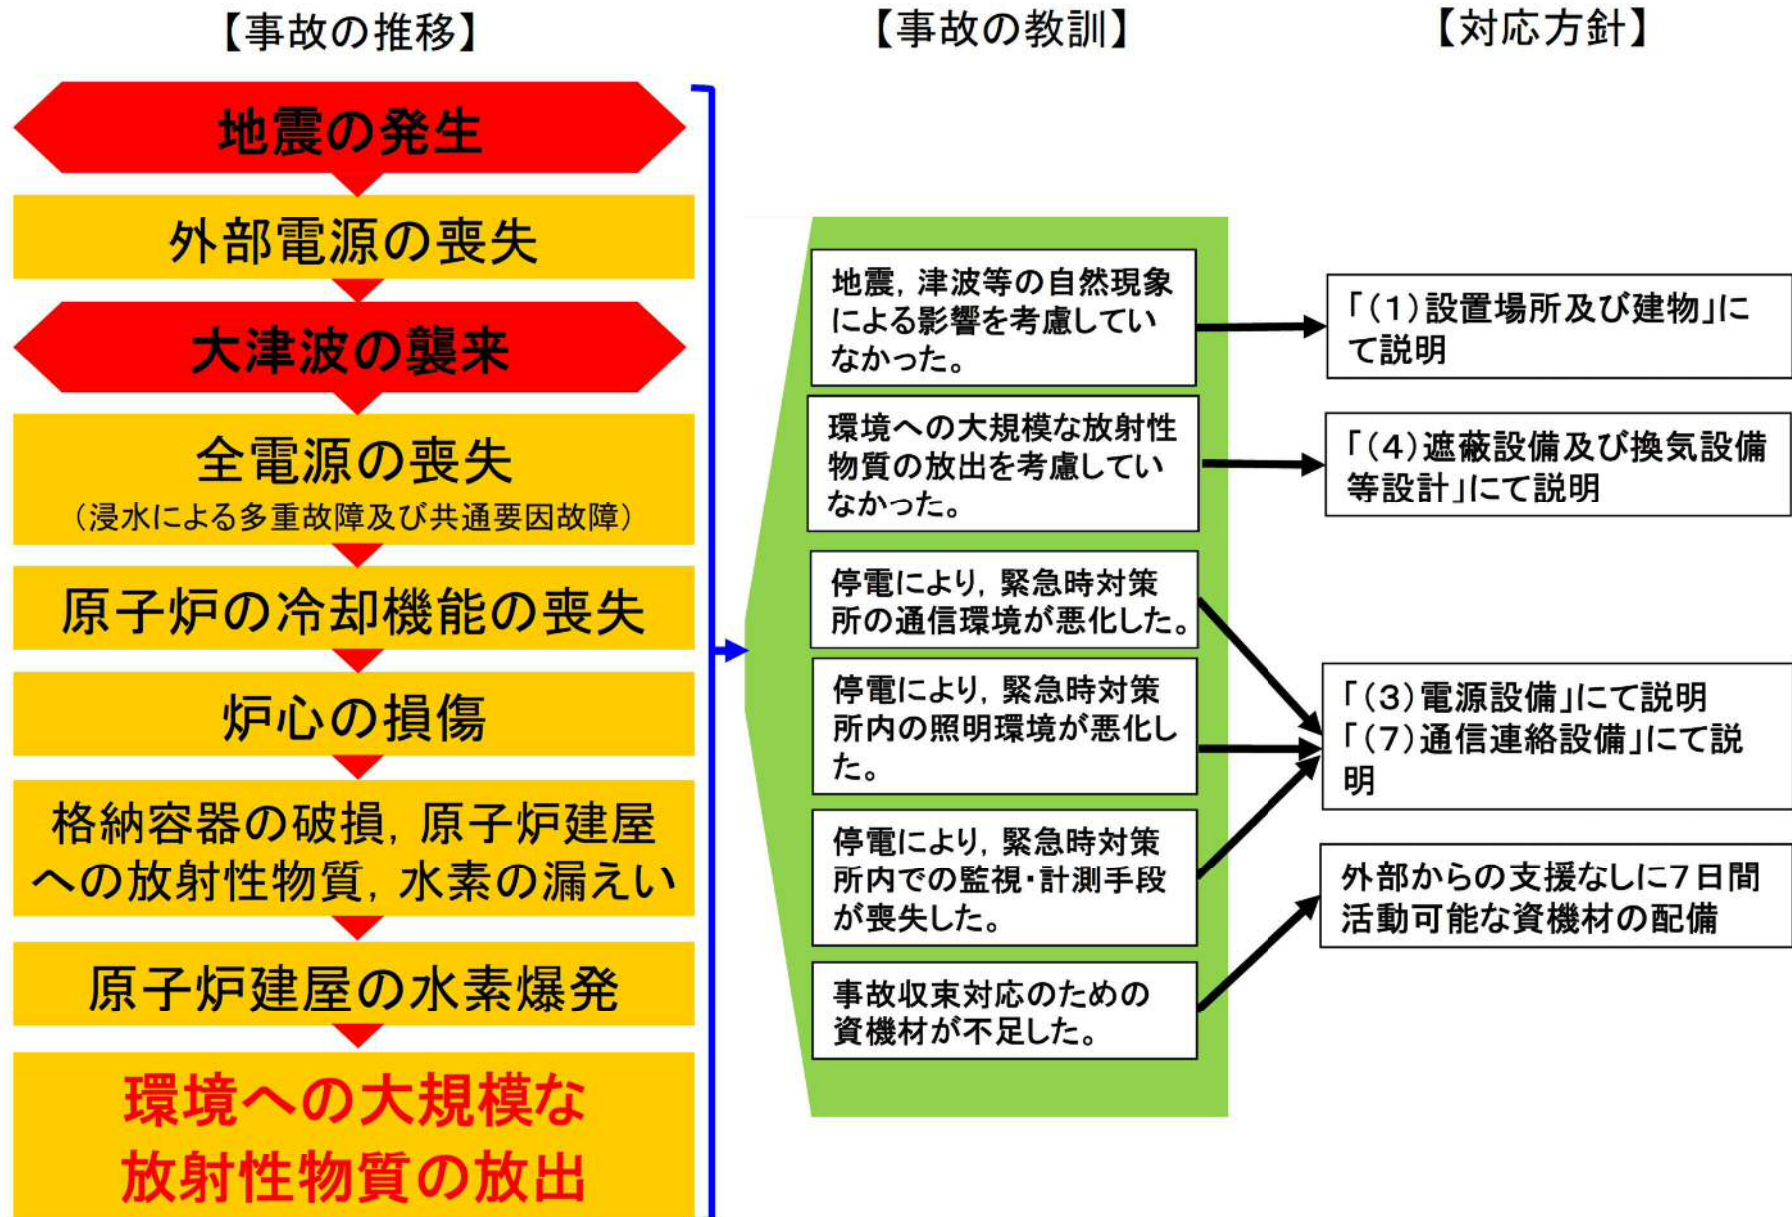 【事故の推移】
地震の発生
外部電源の喪失
大津波の襲来
全電源の喪失
（浸水による多重故障及び共通要因故障）
原子炉の冷却機能の喪失
炉心の損傷
格納容器の破損，原子炉建屋
への放射性物質，水素の漏えい
原子炉建屋の水素爆発
環境への大規模な
放射性物質の放出
【事故の教訓】
地震，津波等の自然現象
による影響を考慮してい
なかった。
環境への大規模な放射性
物質の放出を考慮してい
なかった。
停電により，緊急時対策
所の通信環境が悪化した。
停電により，緊急時対策
所内の照明環境が悪化し
た。
停電により，緊急時対策
所内での監視・計測手段
が喪失した。
事故収束対応のための
資機材が不足した。
【対応方針】
「（１）設置場所及び建物」に
て説明
「（４）遮蔽設備及び換気設備
等設計」にて説明
「（３）電源設備」にて説明
「（７）通信連絡設備」にて説
明
外部からの支援なしに７日間
活動可能な資機材の配備